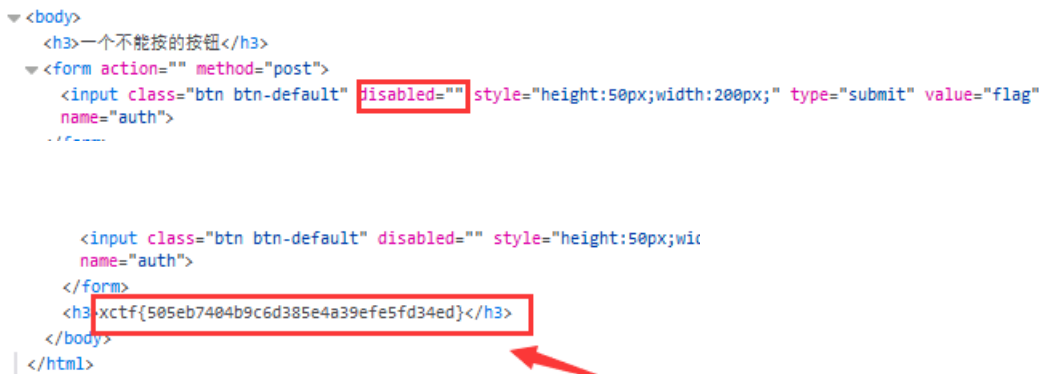 <body>
<h3>一个不能按的按钮</h3>
<form action="" method="post">
<input class="btn btn-default" disabled="" style="height:50px;width:200px;" type="submit" value="flag"
name="auth">
</form>
<input class="btn btn-default" disabled="" style="height:50px;wid
name="auth">
</form>
<h3>xctf{505eb7404b9c6d385e4a39efe5fd34ed}</h3>
</body>
</html>